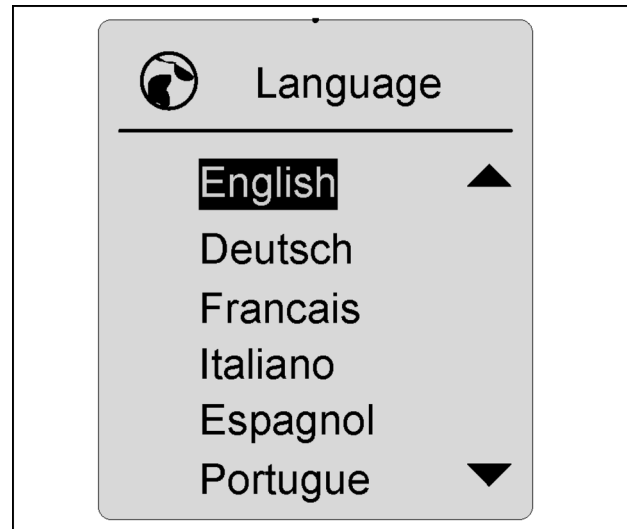 Language
English
Deutsch
Francais
Italiano
Espagnol
Portugue